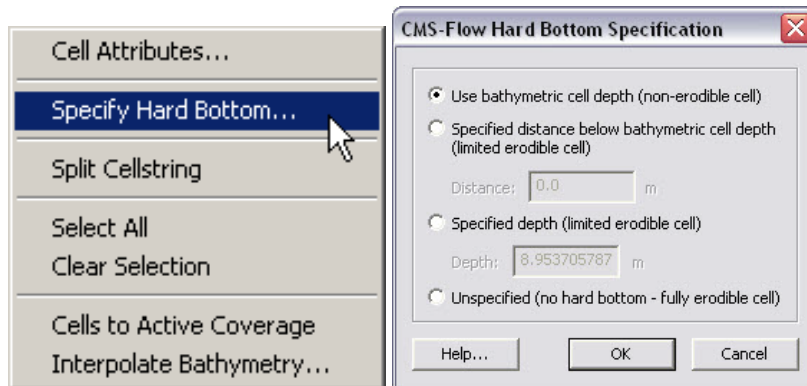 Cell Attributes...
Specify Hard Bottom...
Split Cellstring
Select All
Clear Selection
Cells to Active Coverage
Interpolate Bathymetry...
CMS-Flow Hard Bottom Specification
Use bathymetric cell depth (non-erodible cell)
Specified distance below bathymetric cell depth
(limited erodible cell)
Distance: 0.0 m
Specified depth (limited erodible cell)
Depth: 8.953705787 m
Unspecified (no hard bottom - fully erodible cell)
Help... OK Cancel